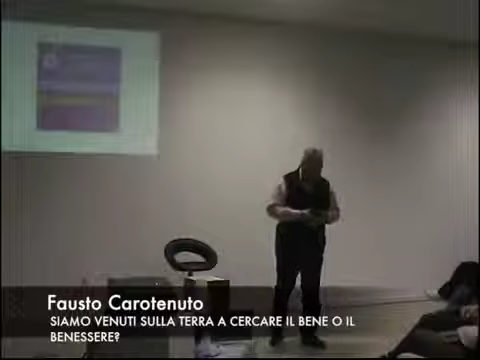 Fausto Carotenuto
SIAMO VENUTI SULLA TERRA A CERCARE IL BENE O IL
BENESSERE?